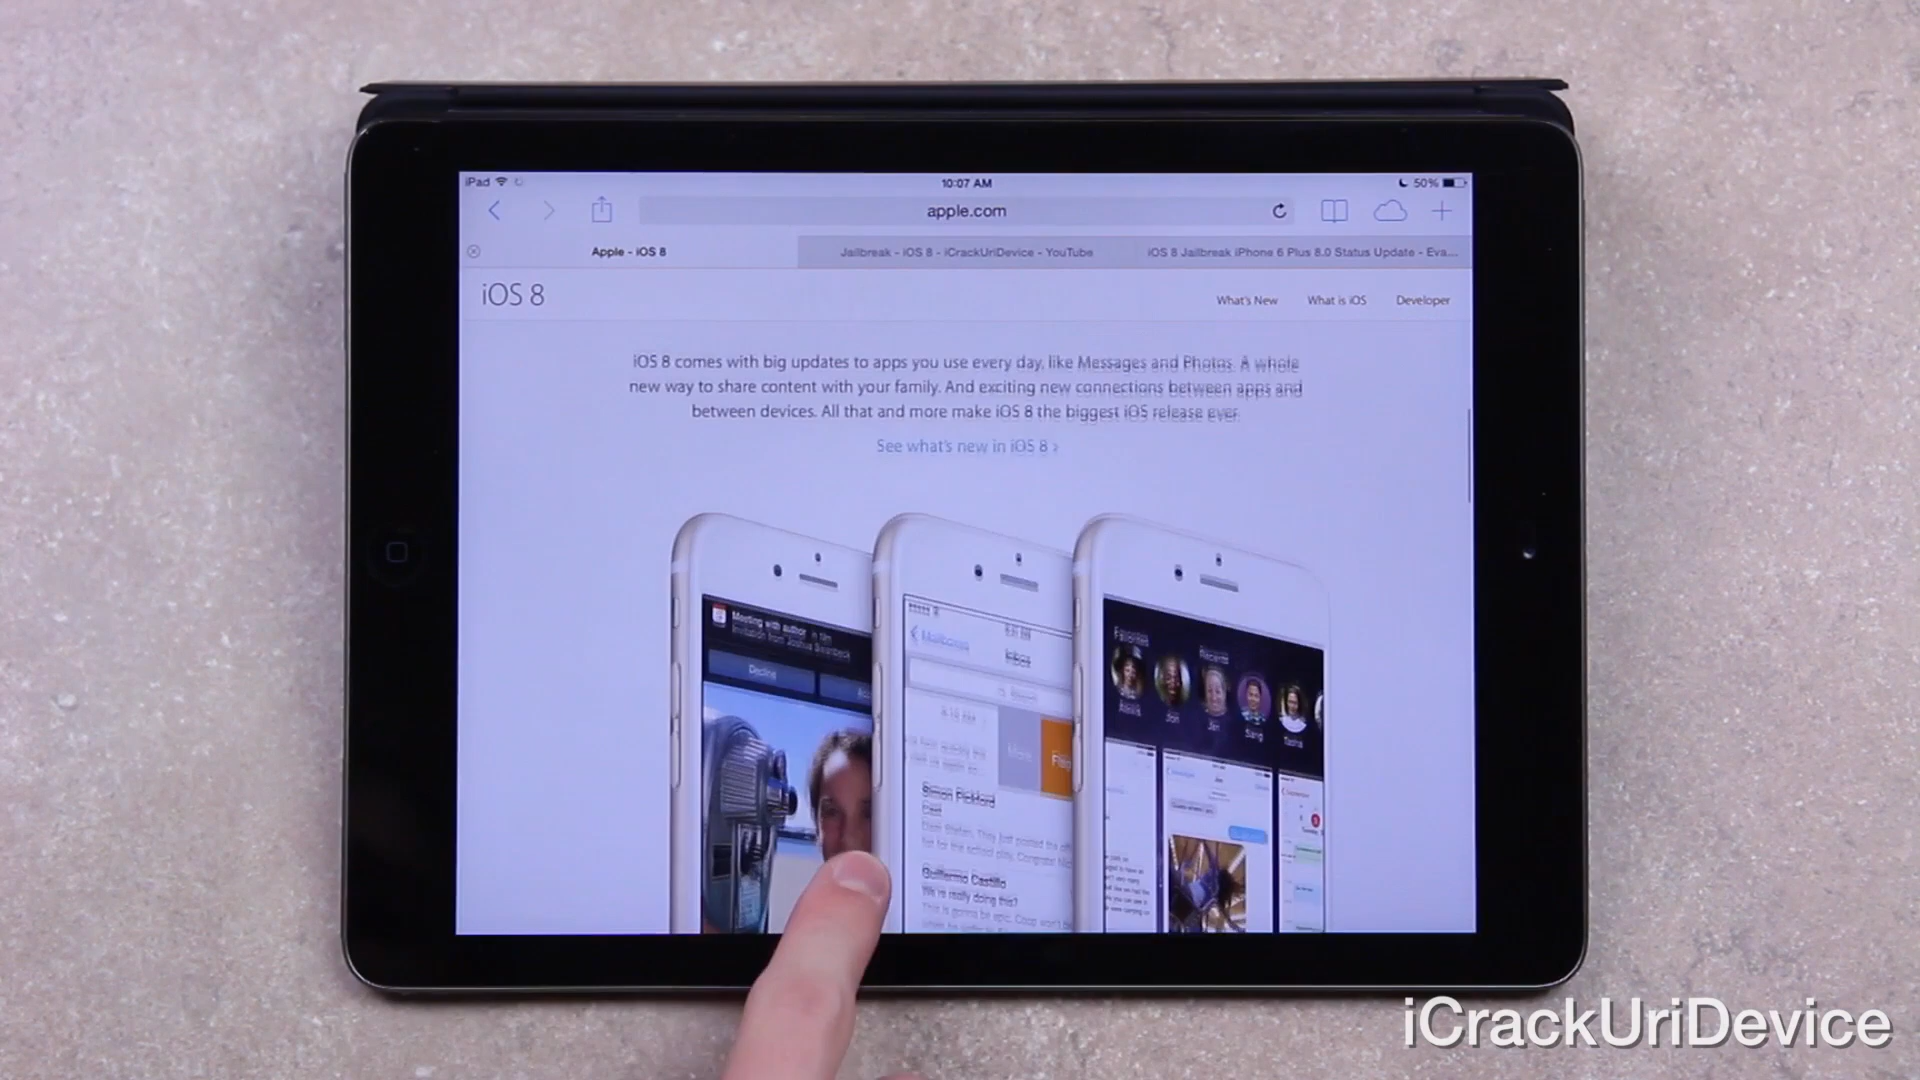 iPad
10:07 AM
50%
apple.com
Apple - iOS 8
Jailbreak - iOS 8 - iCrackUriDevice - YouTube
iOS 8 Jailbreak iPhone 6 Plus 8.0 Status Update - Eva...
iOS 8
What's New
What is iOS
Developer
iOS 8 comes with big updates to apps you use every day, like Messages and Photos. A whole
new way to share content with your family. And exciting new connections between apps and
between devices. All that and more make iOS 8 the biggest iOS release ever.
See what's new in iOS 8 ›
Meeting with author
Decline
Mailboxes
Inbox
More
Flag
Simon Pickford
Guillermo Castillo
We're really doing this?
Favorites
Recents
Jon
Jen
Sang
Tasha
iCrackUriDevice